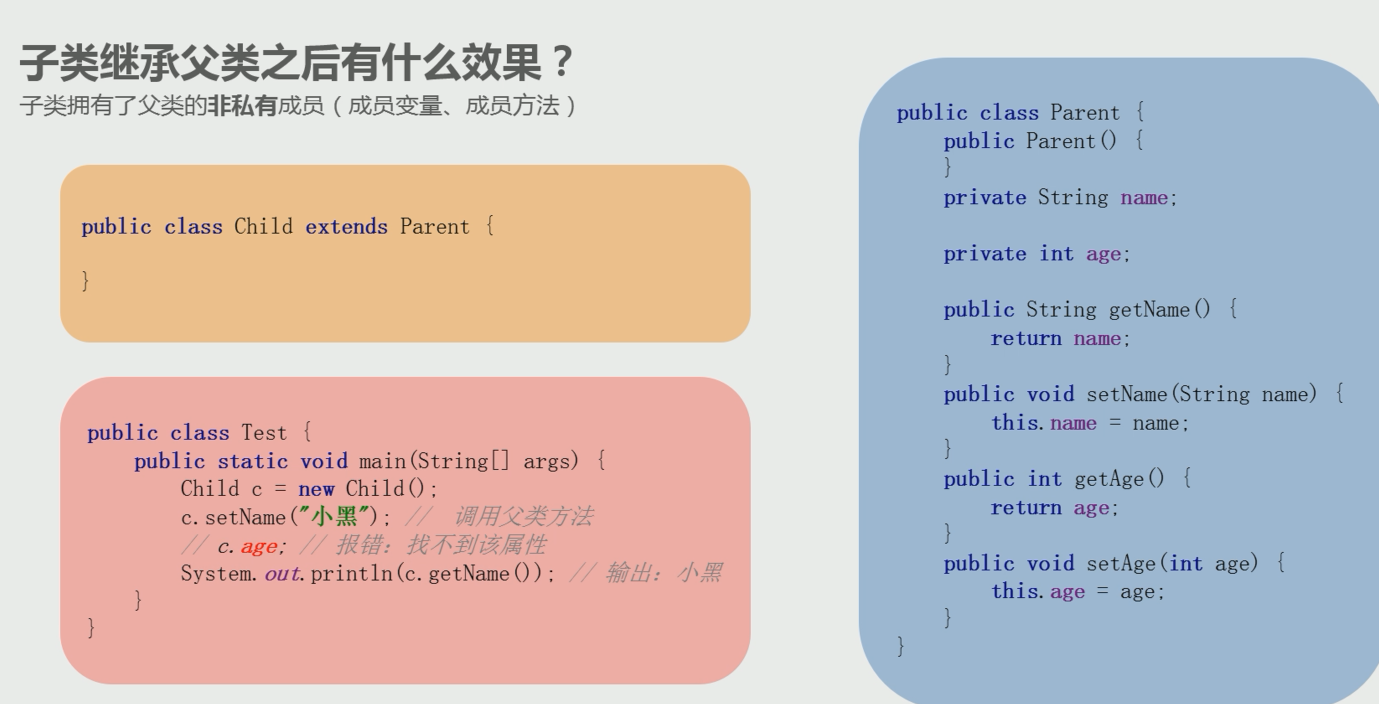 子类继承父类之后有什么效果？
子类拥有了父类的非私有成员（成员变量、成员方法）
public class Child extends Parent {
}
public class Test {
public static void main(String[] args) {
Child c = new Child();
c.setName("小黑"); // 调用父类方法
// c.age; // 报错：找不到该属性
System.out.println(c.getName()); // 输出：小黑
}
}
public class Parent {
public Parent() {
}
private String name;
private int age;
public String getName() {
return name;
}
public void setName(String name) {
this.name = name;
}
public int getAge() {
return age;
}
public void setAge(int age) {
this.age = age;
}
}